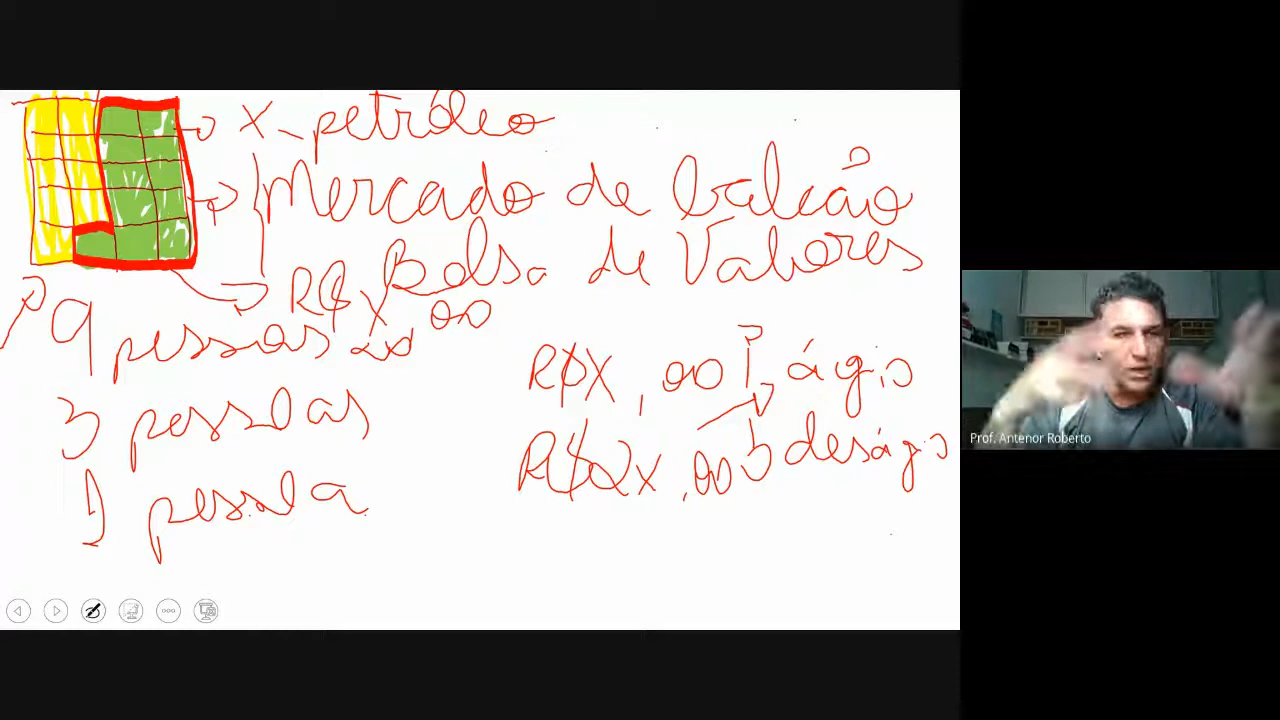 X - petróleo
Mercado de balcão
Bolsa de Valores
R$ X 00
9 pessoas
3 pessoas
1 pessoa
R$X,00 ágio
R$2X,00 deságio
Prof. Antenor Roberto